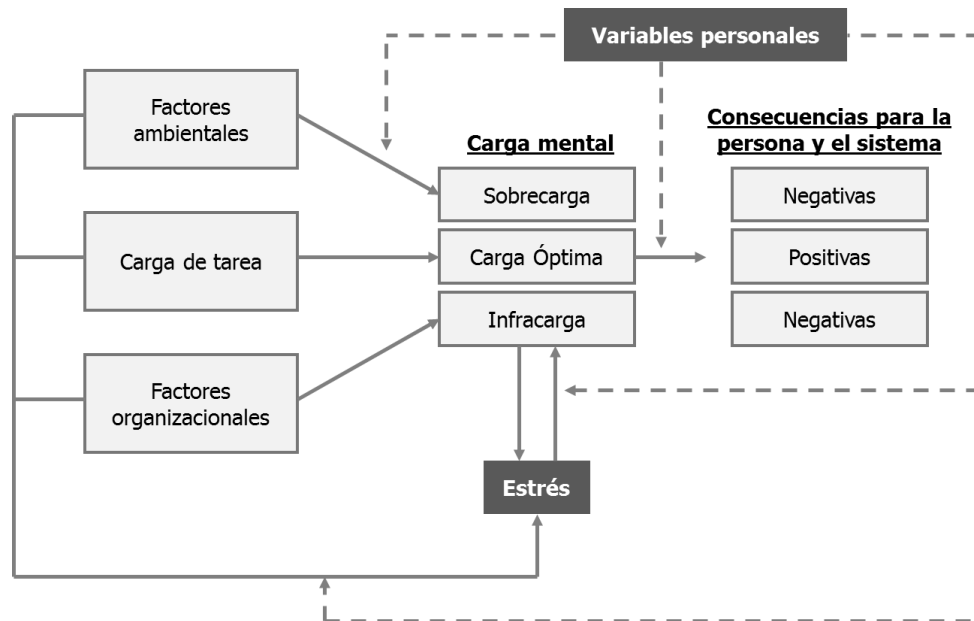 Variables personales
Factores
ambientales
Carga de tarea
Factores
organizacionales
Carga mental
Sobrecarga
Carga Óptima
Infracarga
Estrés
Consecuencias para la
persona y el sistema
Negativas
Positivas
Negativas